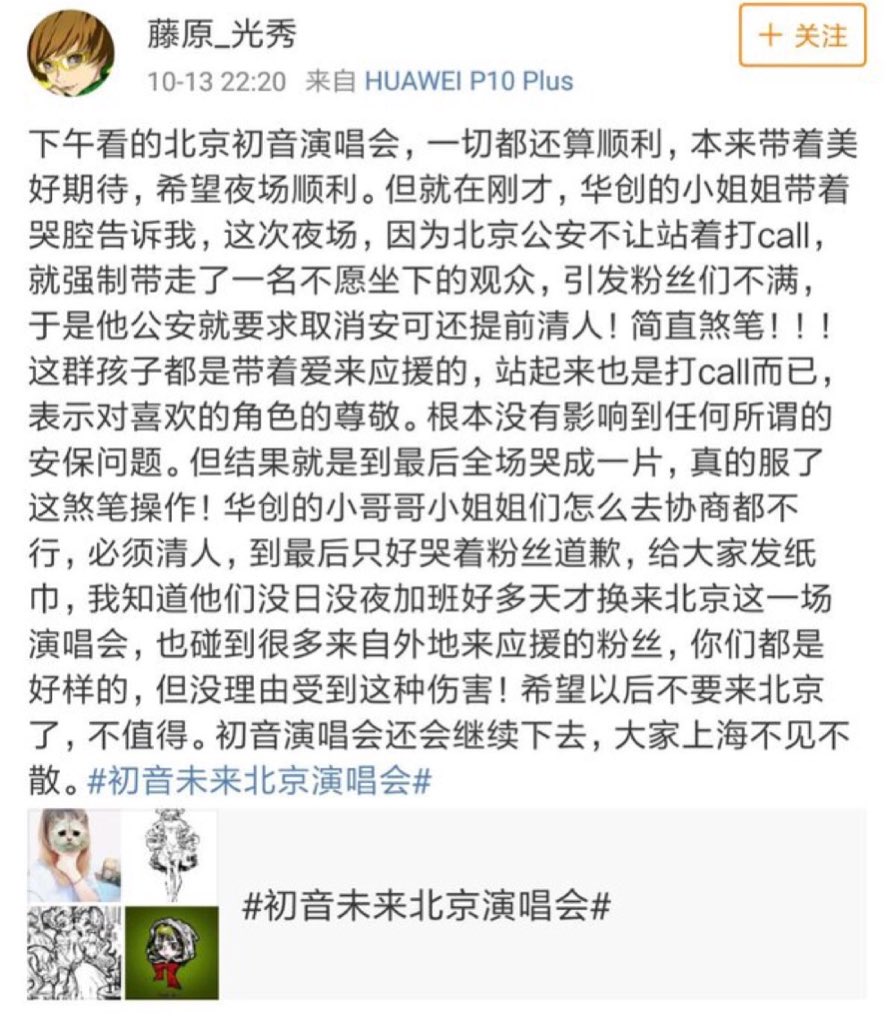 藤原_光秀
+ 关注
10-13 22:20 来自 HUAWEI P10 Plus
下午看的北京初音演唱会，一切都还算顺利，本来带着美
好期待，希望夜场顺利。但就在刚才，华创的小姐姐带着
哭腔告诉我，这次夜场，因为北京公安不让站着打call，
就强制带走了一名不愿坐下的观众，引发粉丝们不满，
于是他公安就要求取消安可还提前清人！简直煞笔！！！
这群孩子都是带着爱来应援的，站起来也是打call而已，
表示对喜欢的角色的尊敬。根本没有影响到任何所谓的
安保问题。但结果就是到最后全场哭成一片，真的服了
这煞笔操作！华创的小哥哥小姐姐们怎么去协商都不
行，必须清人，到最后只好哭着粉丝道歉，给大家发纸
巾，我知道他们没日没夜加班好多天才换来北京这一场
演唱会，也碰到很多来自外地来应援的粉丝，你们都是
好样的，但没理由受到这种伤害！希望以后不要来北京
了，不值得。初音演唱会还会继续下去，大家上海不见不
散。#初音未来北京演唱会#
#初音未来北京演唱会#